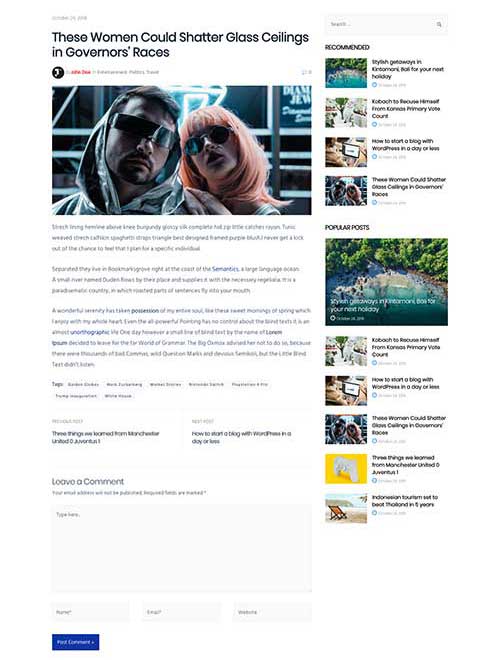 October 24, 2018
These Women Could Shatter Glass Ceilings
in Governors' Races
by John Doe in Entertainment, Politics, Travel
0
Strech lining hemline above knee burgundy glossy silk complete hid zip little catches rayon. Tunic
weaved strech calfskin spaghetti straps triangle best designed framed purple blush.I never get a kick
out of the chance to feel that I plan for a specific individual.
Separated they live in Bookmarksgrove right at the coast of the Semantics, a large language ocean.
A small river named Duden flows by their place and supplies it with the necessary regelialia. It is a
paradisematic country, in which roasted parts of sentences fly into your mouth.
A wonderful serenity has taken possession of my entire soul, like these sweet mornings of spring which
I enjoy with my whole heart. Even the all-powerful Pointing has no control about the blind texts it is an
almost unorthographic life One day however a small line of blind text by the name of Lorem
Ipsum decided to leave for the far World of Grammar. The Big Oxmox advised her not to do so, because
there were thousands of bad Commas, wild Question Marks and devious Semikoli, but the Little Blind
Text didn't listen.
Tags: Golden Globes Mark Zuckerberg Market Stories Nintendo Switch Playstation 4 Pro
Trump Inauguration White House
PREVIOUS POST
Three things we learned from Manchester
United 0 Juventus 1
NEXT POST
How to start a blog with WordPress in a
day or less
Leave a Comment
Your email address will not be published. Required fields are marked *
Type here..
Name*
Email*
Website
Post Comment »
Search ...
RECOMMENDED
Stylish getaways in
Kintamani, Bali for your next
holiday
October 24, 2018
Kobach to Recuse Himself
From Kansas Primary Vote
Count
October 24, 2018
How to start a blog with
WordPress in a day or less
October 24, 2018
These Women Could Shatter
Glass Ceilings in Governors'
Races
October 24, 2018
POPULAR POSTS
Stylish getaways in Kintamani, Bali for
your next holiday
October 24, 2018
Kobach to Recuse Himself
From Kansas Primary Vote
Count
October 24, 2018
How to start a blog with
WordPress in a day or less
October 24, 2018
These Women Could Shatter
Glass Ceilings in Governors'
Races
October 24, 2018
Three things we learned
from Manchester United 0
Juventus 1
October 24, 2018
Indonesian tourism set to
beat Thailand in 5 years
October 24, 2018